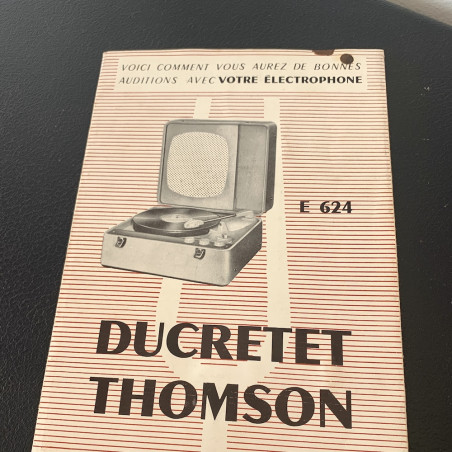 VOICI COMMENT VOUS AUREZ DE BONNES
AUDITIONS AVEC VOTRE ÉLECTROPHONE
E 624
DUCRETET
THOMSON